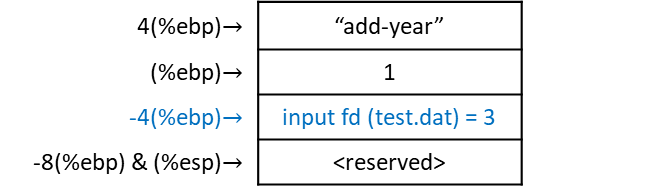 4(%ebp)→ “add-year”
(%ebp)→ 1
-4(%ebp)→ input fd (test.dat) = 3
-8(%ebp) & (%esp)→ <reserved>